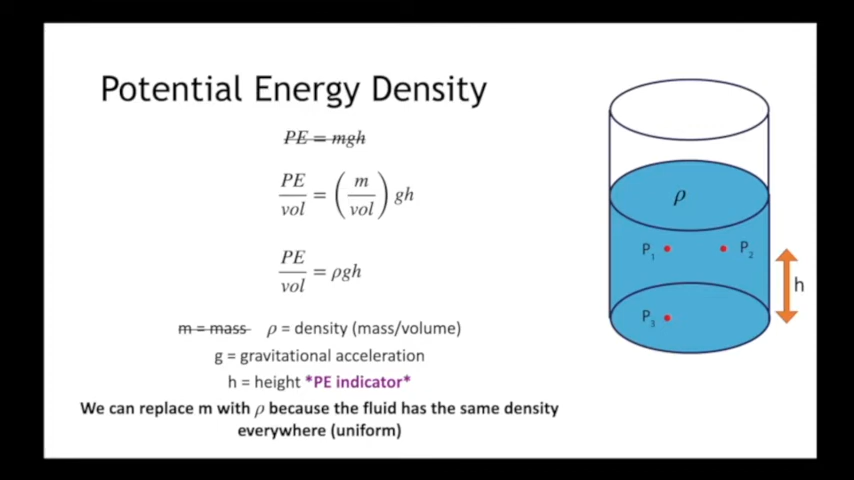 Potential Energy Density
PE = mgh
PE/vol = (m/vol) gh
PE/vol = ρgh
m = mass ρ = density (mass/volume)
g = gravitational acceleration
h = height *PE indicator*
We can replace m with ρ because the fluid has the same density
everywhere (uniform)
ρ
P₁ P₂
h
P₃